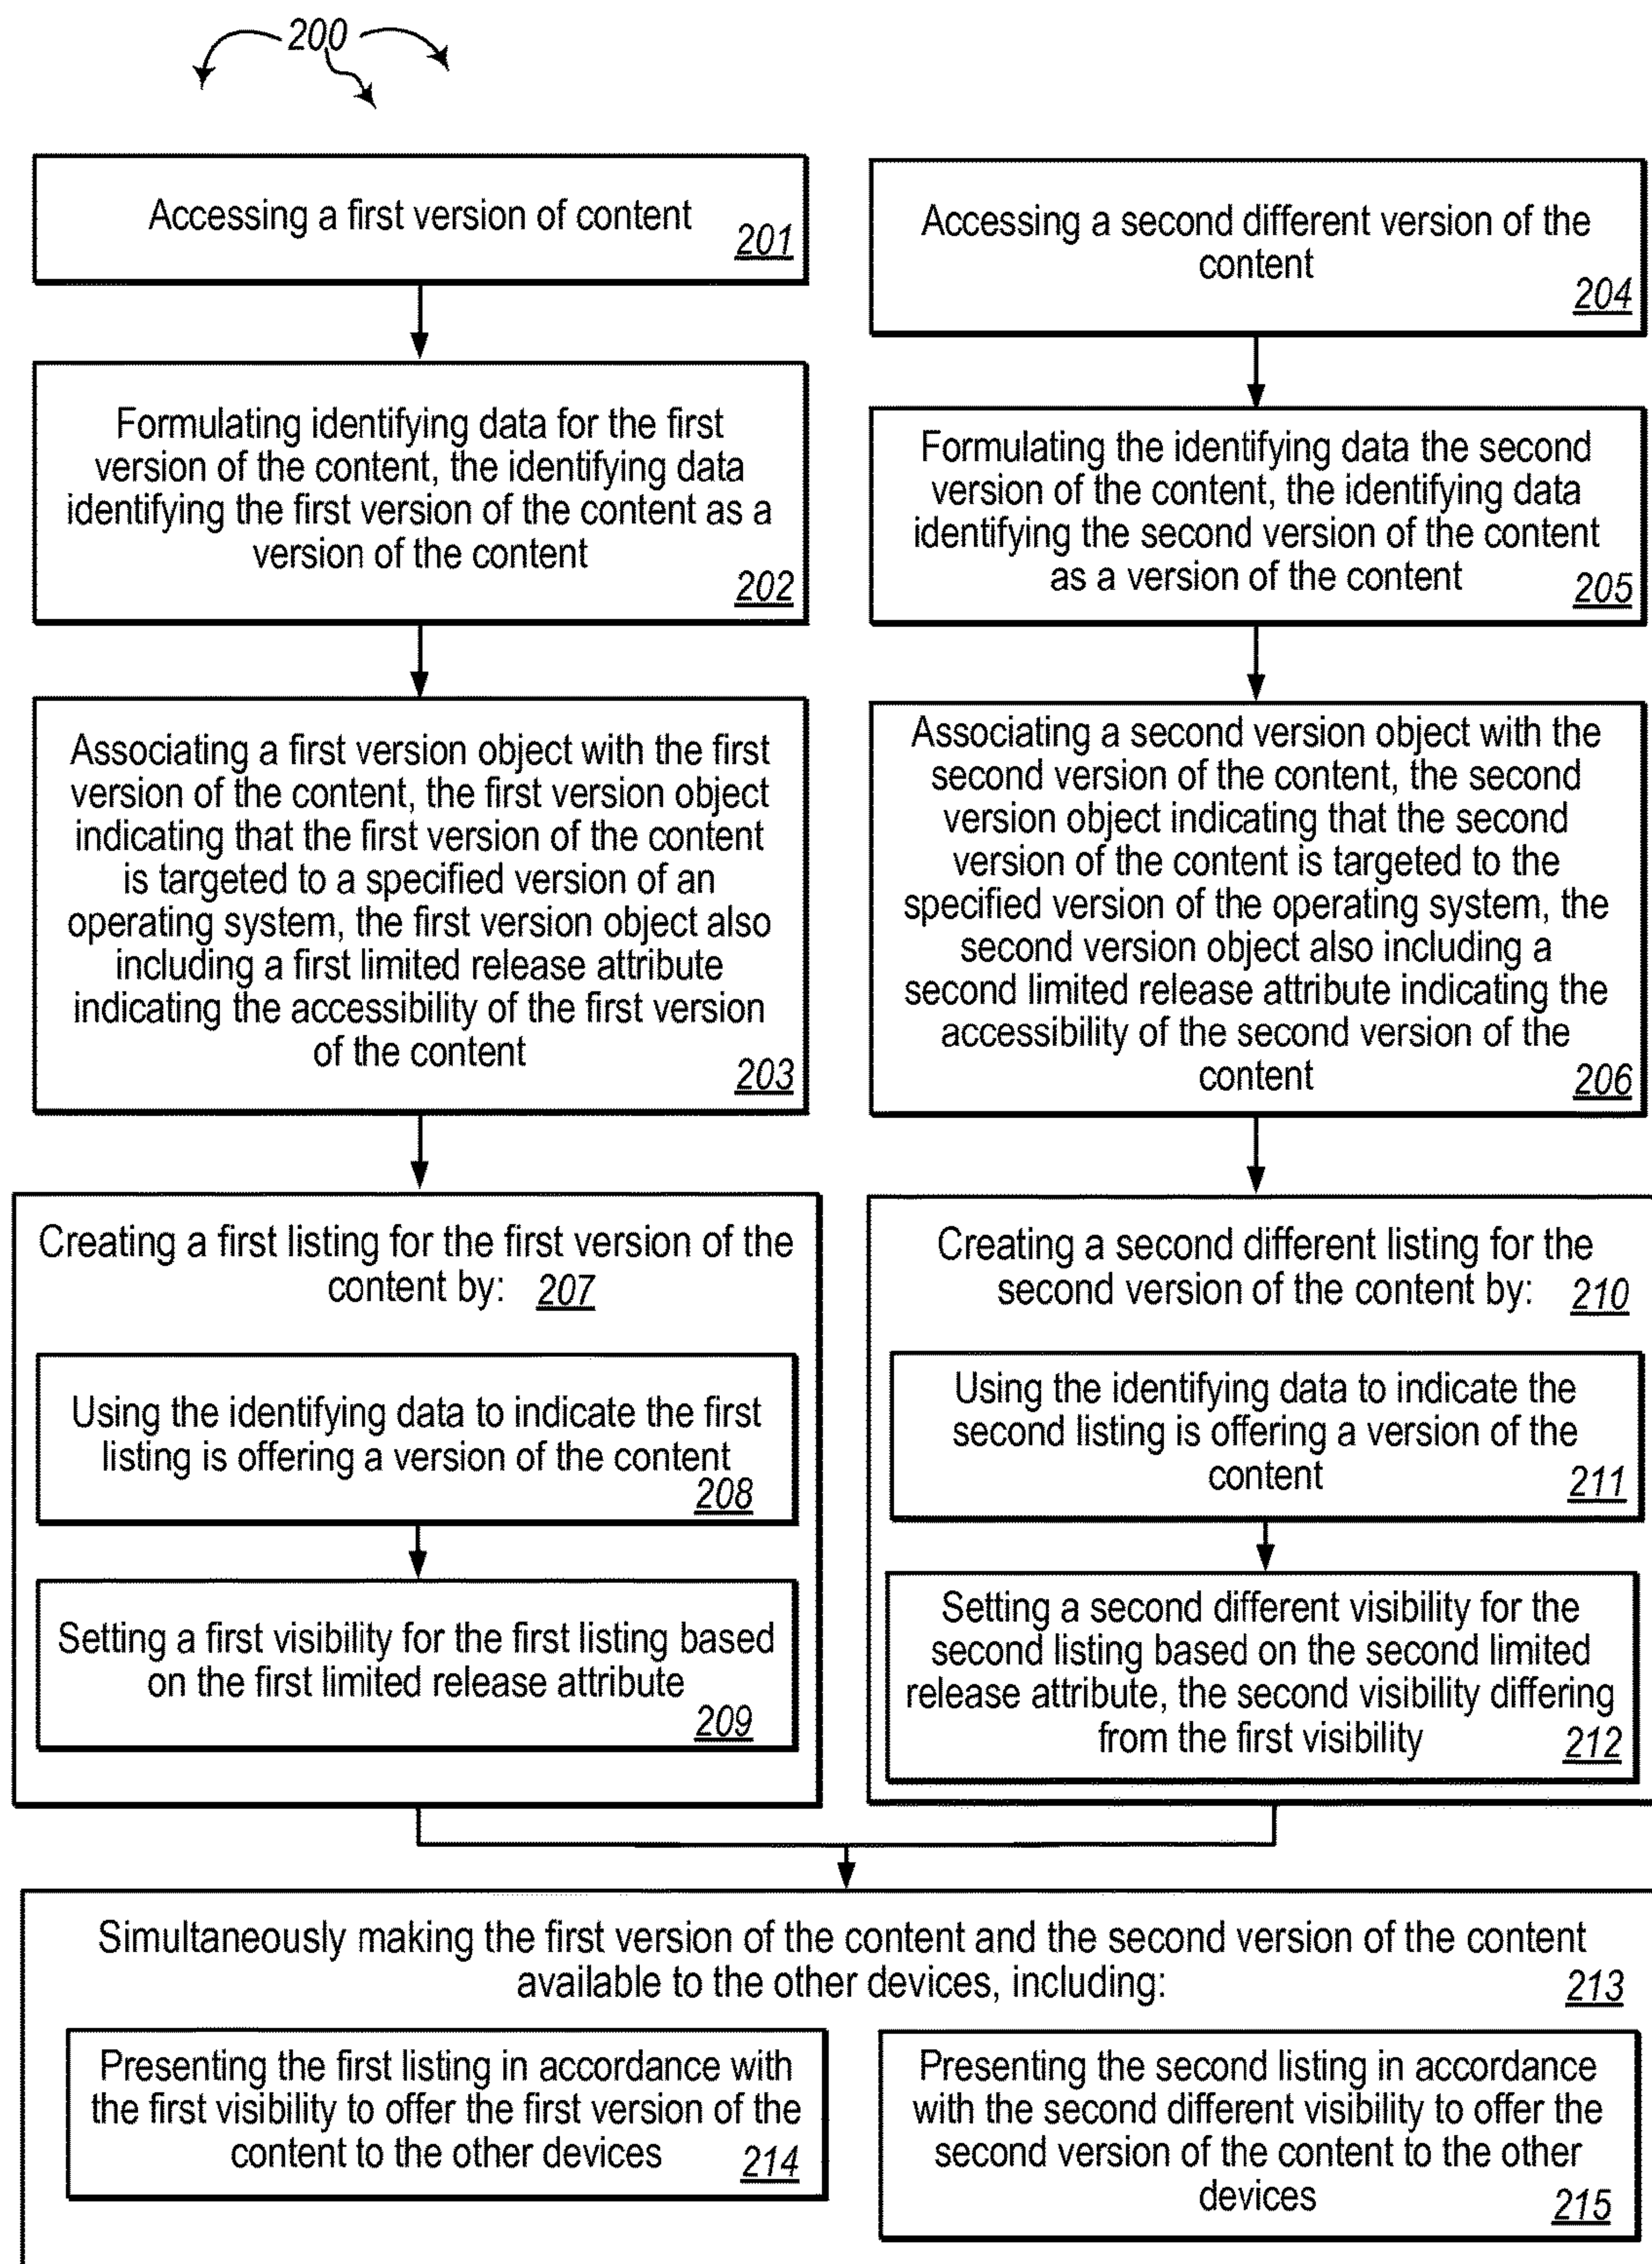 200
Accessing a first version of content
201
Formulating identifying data for the first
version of the content, the identifying data
identifying the first version of the content as a
version of the content
202
Associating a first version object with the first
version of the content, the first version object
indicating that the first version of the content
is targeted to a specified version of an
operating system, the first version object also
including a first limited release attribute
indicating the accessibility of the first version
of the content
203
Creating a first listing for the first version of the
content by: 207
Using the identifying data to indicate the first
listing is offering a version of the content
208
Setting a first visibility for the first listing based
on the first limited release attribute
209
Accessing a second different version of the
content
204
Formulating the identifying data the second
version of the content, the identifying data
identifying the second version of the content
as a version of the content
205
Associating a second version object with the
second version of the content, the second
version object indicating that the second
version of the content is targeted to the
specified version of the operating system, the
second version object also including a
second limited release attribute indicating the
accessibility of the second version of the
content
206
Creating a second different listing for the
second version of the content by: 210
Using the identifying data to indicate the
second listing is offering a version of the
content
211
Setting a second different visibility for the
second listing based on the second limited
release attribute, the second visibility differing
from the first visibility
212
Simultaneously making the first version of the content and the second version of the content
available to the other devices, including:
213
Presenting the first listing in accordance with
the first visibility to offer the first version of the
content to the other devices
214
Presenting the second listing in accordance
with the second different visibility to offer the
second version of the content to the other
devices
215